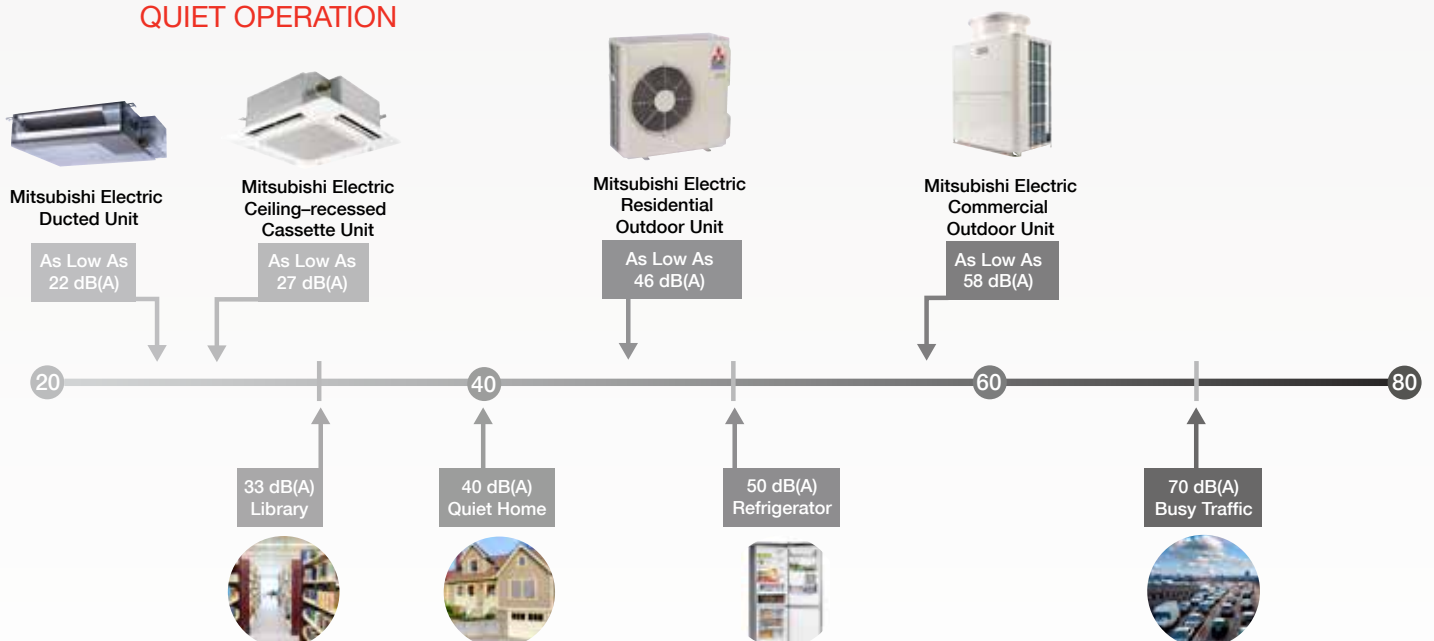 QUIET OPERATION
Mitsubishi Electric
Ducted Unit
As Low As
22 dB(A)
Mitsubishi Electric
Ceiling–recessed
Cassette Unit
As Low As
27 dB(A)
Mitsubishi Electric
Residential
Outdoor Unit
As Low As
46 dB(A)
Mitsubishi Electric
Commercial
Outdoor Unit
As Low As
58 dB(A)
20
40
60
80
33 dB(A)
Library
40 dB(A)
Quiet Home
50 dB(A)
Refrigerator
70 dB(A)
Busy Traffic